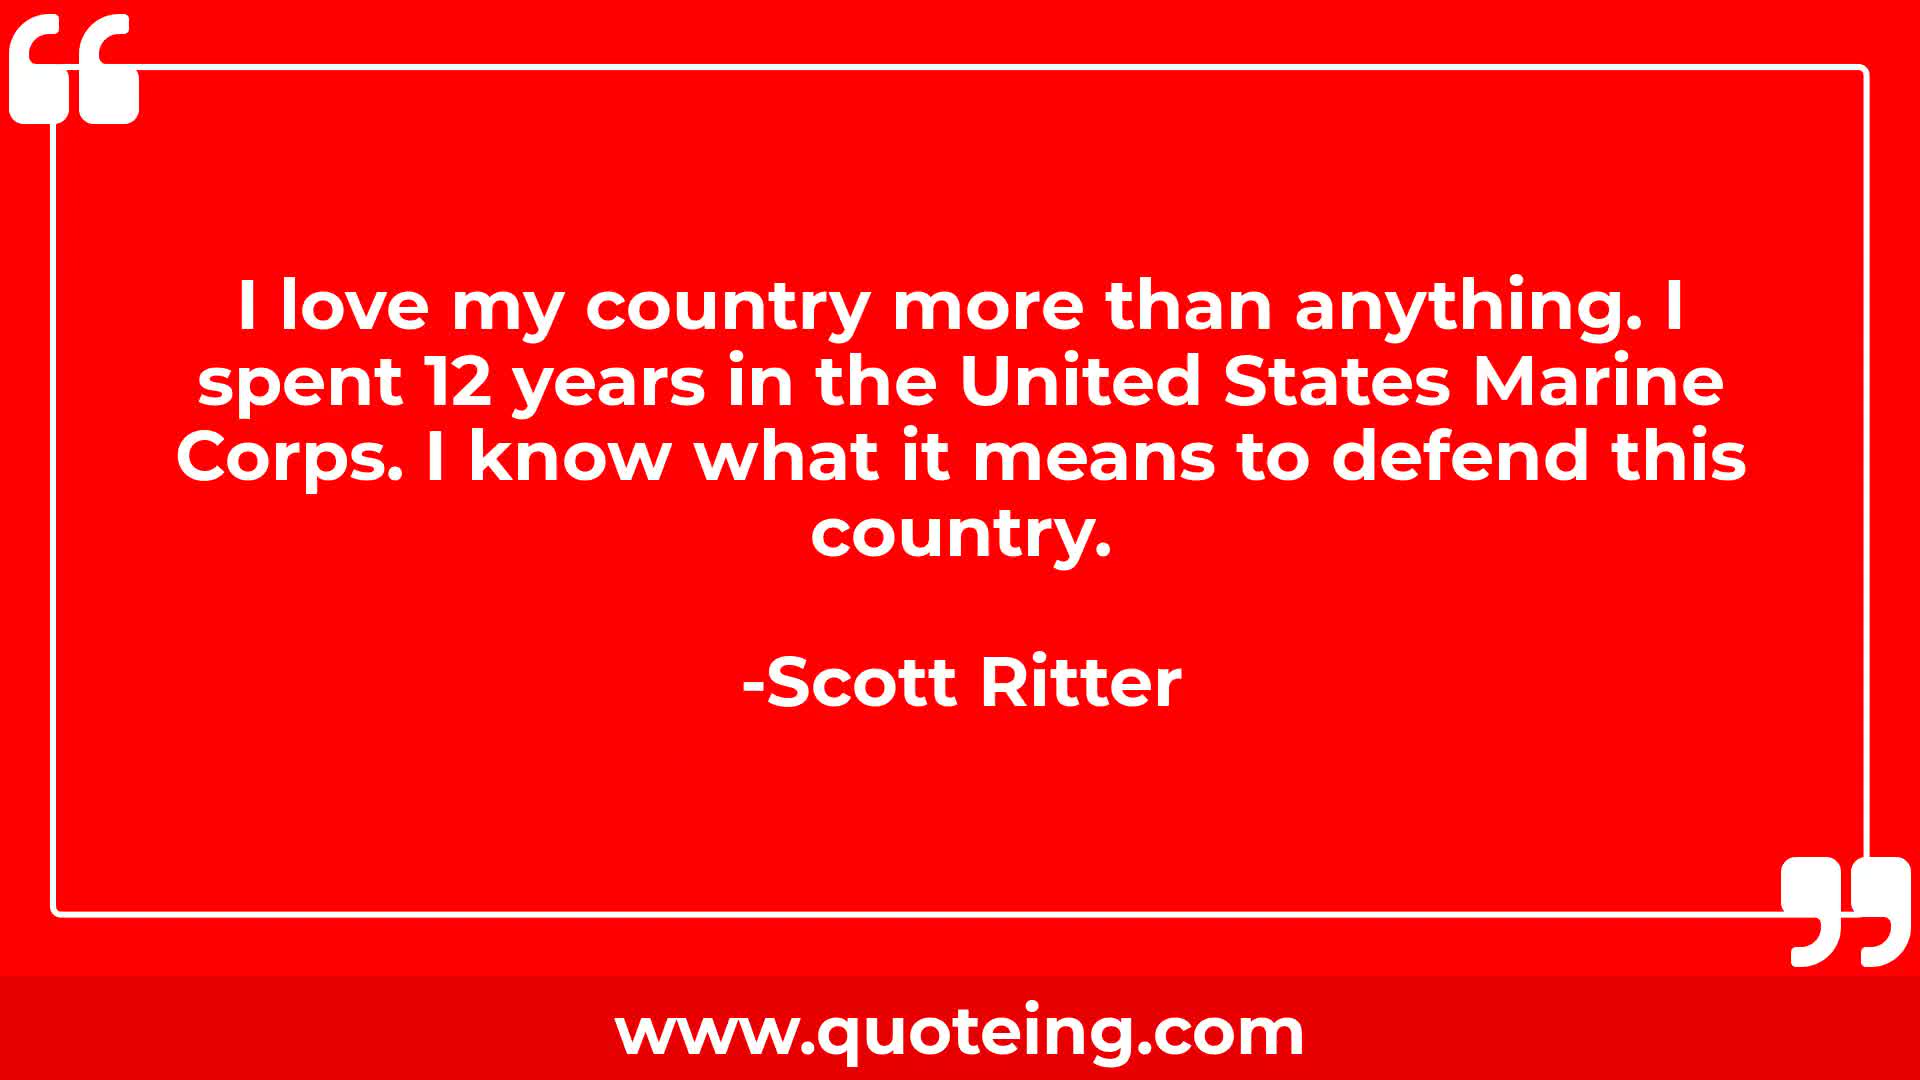 I love my country more than anything. I
spent 12 years in the United States Marine
Corps. I know what it means to defend this
country.
-Scott Ritter
www.quoteing.com